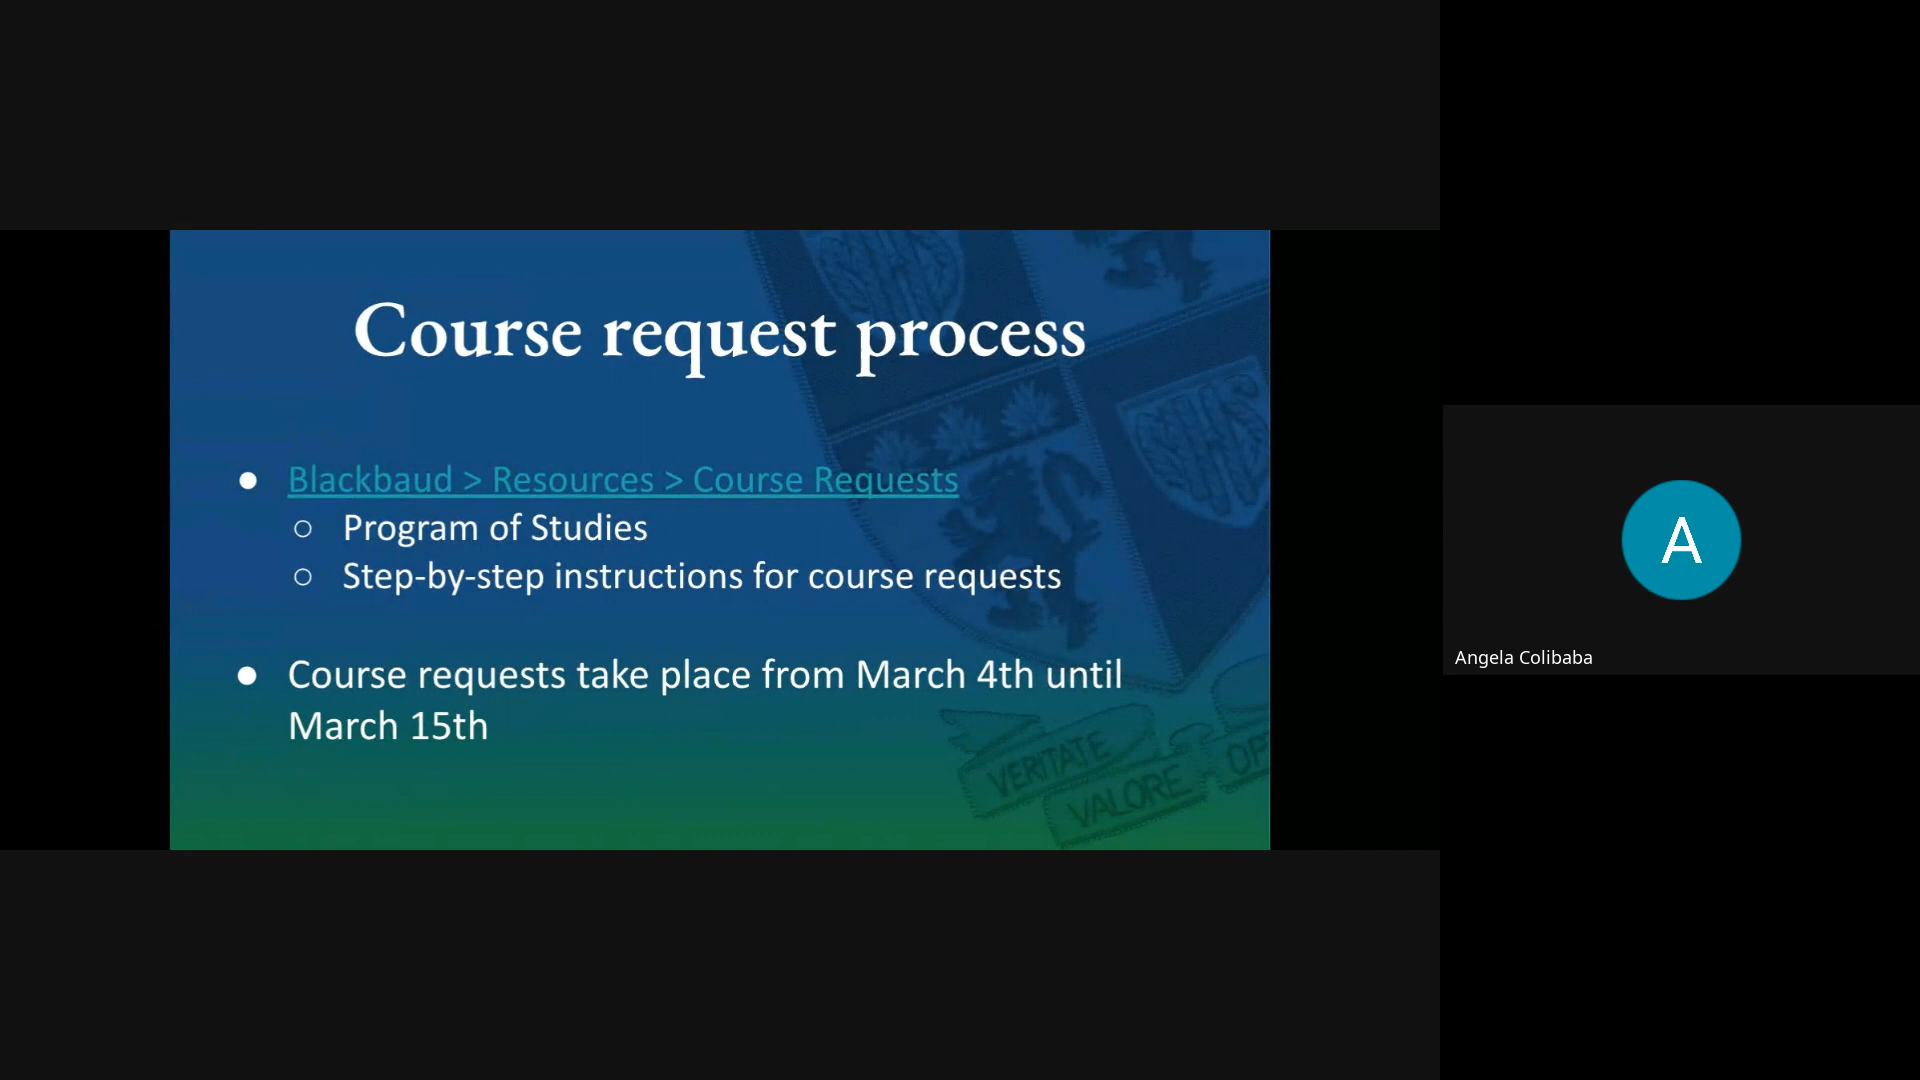 Course request process
● Blackbaud > Resources > Course Requests
○ Program of Studies
○ Step-by-step instructions for course requests
● Course requests take place from March 4th until
March 15th
VERITATE
VALORE
A
Angela Colibaba